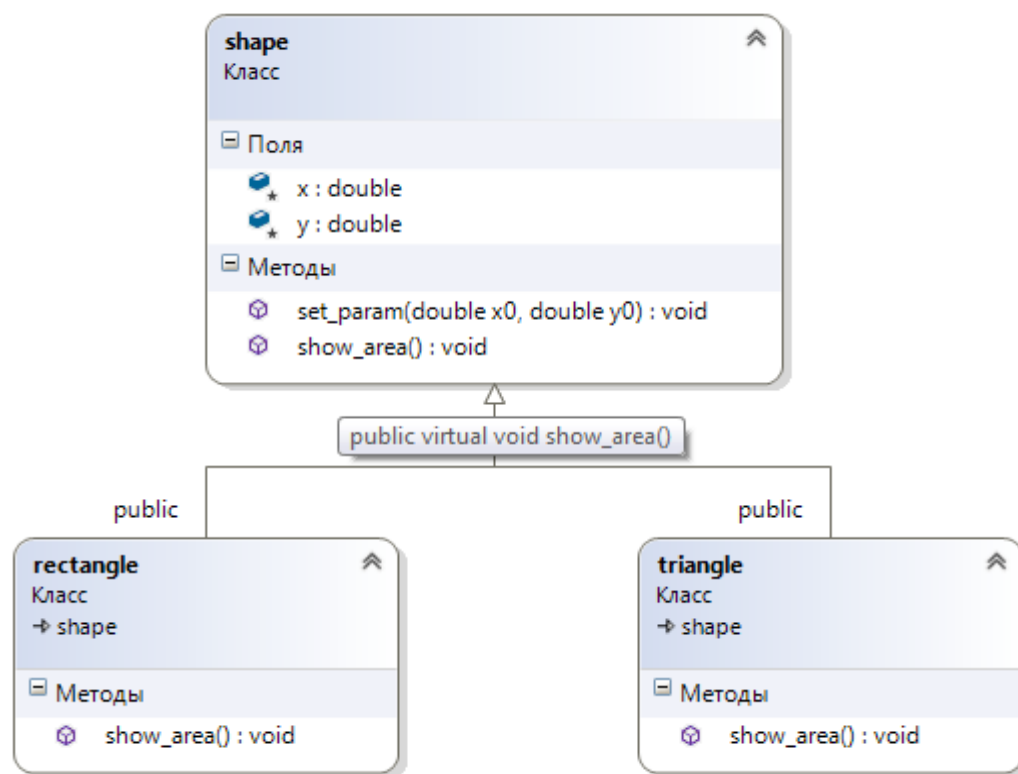 shape
Класс
Поля
x : double
y : double
Методы
set_param(double x0, double y0) : void
show_area() : void
public virtual void show_area()
public
public
rectangle
Класс
shape
Методы
show_area() : void
triangle
Класс
shape
Методы
show_area() : void